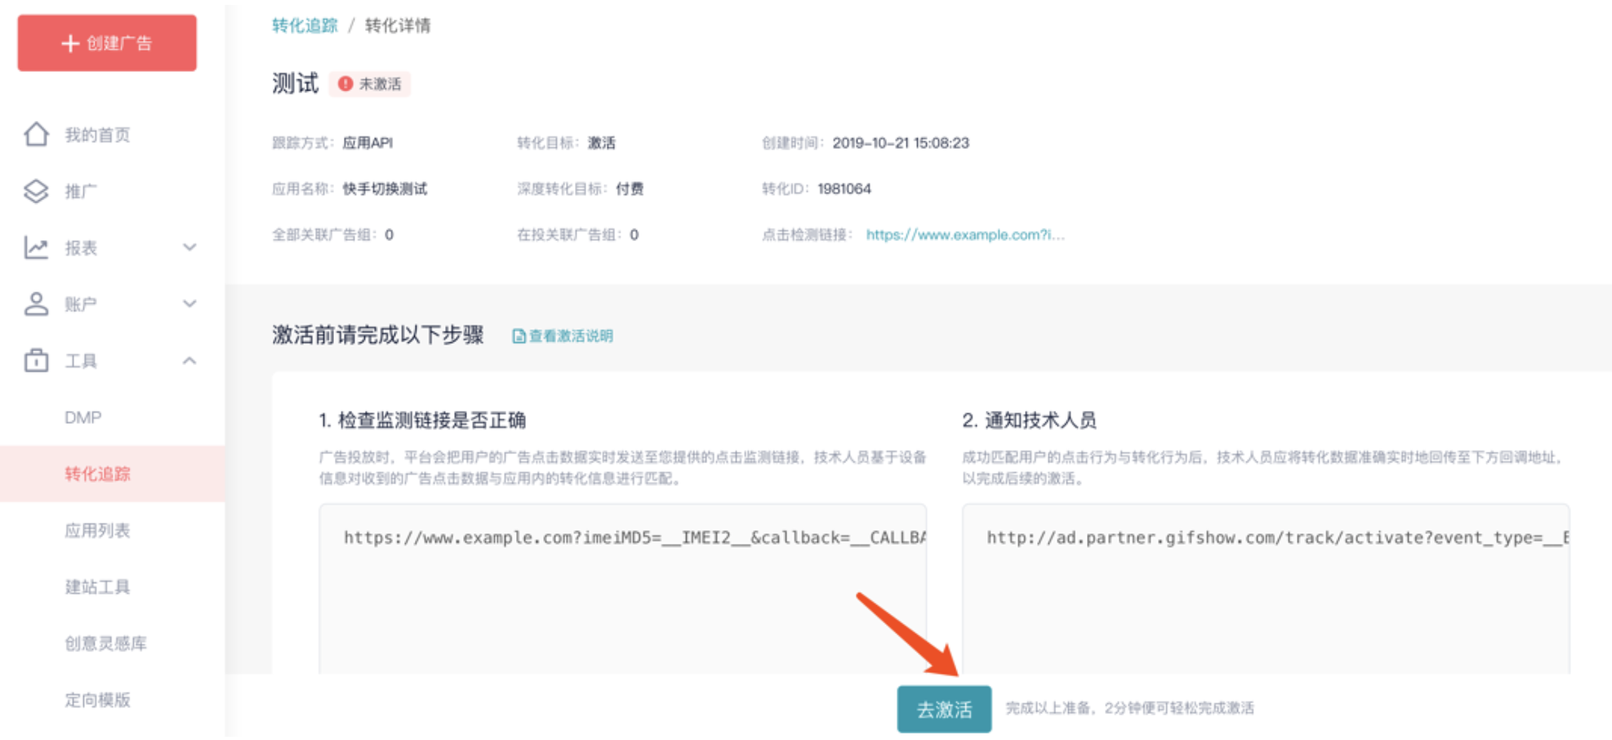 创建广告
我的首页
推广
报表
账户
工具
DMP
转化追踪
应用列表
建站工具
创意灵感库
定向模版
转化追踪 / 转化详情
测试 未激活
跟踪方式：应用API 转化目标：激活 创建时间：2019-10-21 15:08:23
应用名称：快手切换测试 深度转化目标：付费 转化ID：1981064
全部关联广告组：0 在投关联广告组：0 点击检测链接：https://www.example.com?i...
激活前请完成以下步骤 查看激活说明
1. 检查监测链接是否正确
广告投放时，平台会把用户的广告点击数据实时发送至您提供的点击监测链接，技术人员基于设备
信息对收到的广告点击数据与应用内的转化信息进行匹配。
https://www.example.com?imeiMD5=__IMEI2__&callback=__CALLBA
2. 通知技术人员
成功匹配用户的点击行为与转化行为后，技术人员应将转化数据准确实时地回传至下方回调地址，
以完成后续的激活。
http://ad.partner.gifshow.com/track/activate?event_type=__E
去激活 完成以上准备，2分钟便可轻松完成激活